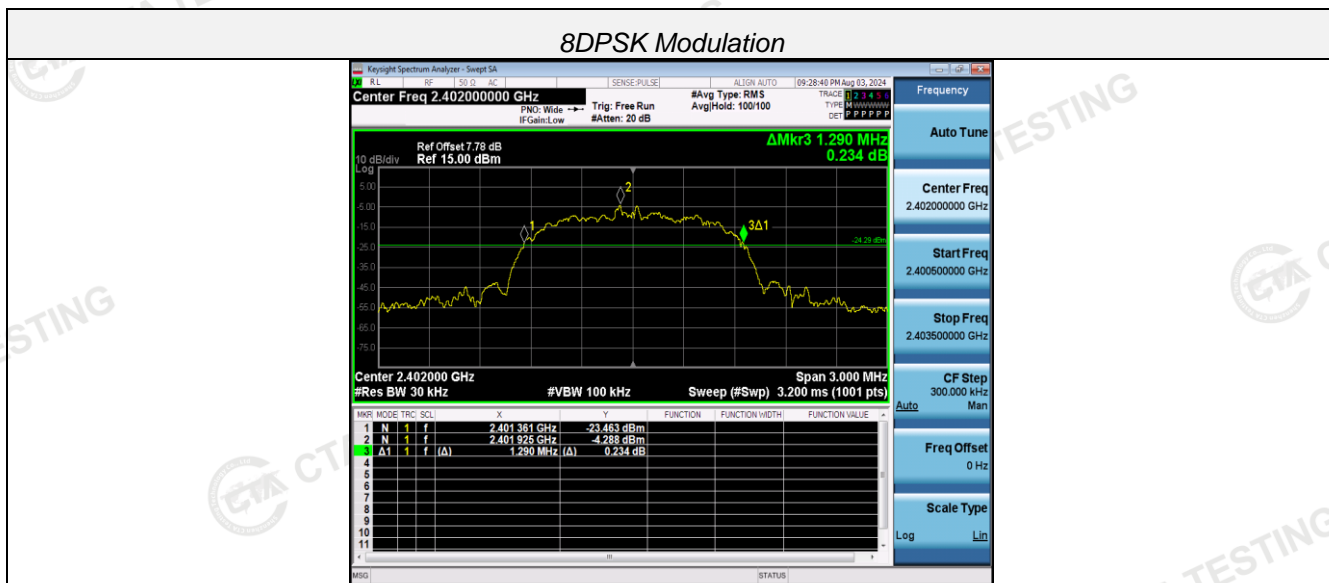 8DPSK Modulation
Keysight Spectrum Analyzer - Swept SA
RL RF 50 Ω AC SENSE:PULSE ALIGN AUTO 09:28:40 PM Aug 03, 2024
Center Freq 2.402000000 GHz
PNO: Wide
IFGain:Low
Trig: Free Run
#Atten: 20 dB
#Avg Type: RMS
Avg|Hold: 100/100
TRACE 1 2 3 4 5 6
TYPE M W W W W W
DET P P P P P P
Frequency
Auto Tune
Center Freq
2.402000000 GHz
Start Freq
2.400500000 GHz
Stop Freq
2.403500000 GHz
CF Step
300.000 kHz
Auto Man
Freq Offset
0 Hz
Scale Type
Log Lin
ΔMkr3 1.290 MHz
0.234 dB
Ref Offset 7.78 dB
10 dB/div Ref 15.00 dBm
Log
5.00
-5.00
-15.0
-25.0
-35.0
-45.0
-55.0
-65.0
-75.0
1
2
3Δ1
-24.29 dBm
Center 2.402000 GHz Span 3.000 MHz
#Res BW 30 kHz #VBW 100 kHz Sweep (#Swp) 3.200 ms (1001 pts)
MKR MODE TRC SCL X Y FUNCTION FUNCTION WIDTH FUNCTION VALUE
1 N 1 f 2.401 361 GHz -23.463 dBm
2 N 1 f 2.401 925 GHz -4.288 dBm
3 Δ1 1 f (Δ) 1.290 MHz (Δ) 0.234 dB
4
5
6
7
8
9
10
11
MSG STATUS
TESTING
CTA
TESTING
CTA
CTA
TESTING